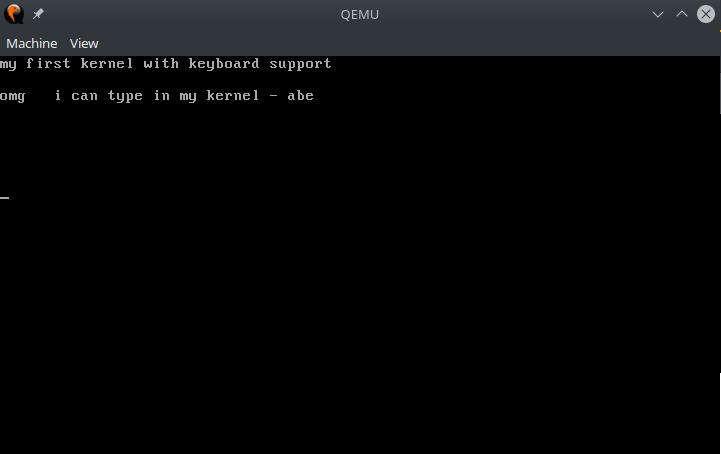 QEMU
Machine View
my first kernel with keyboard support
omg   i can type in my kernel - abe